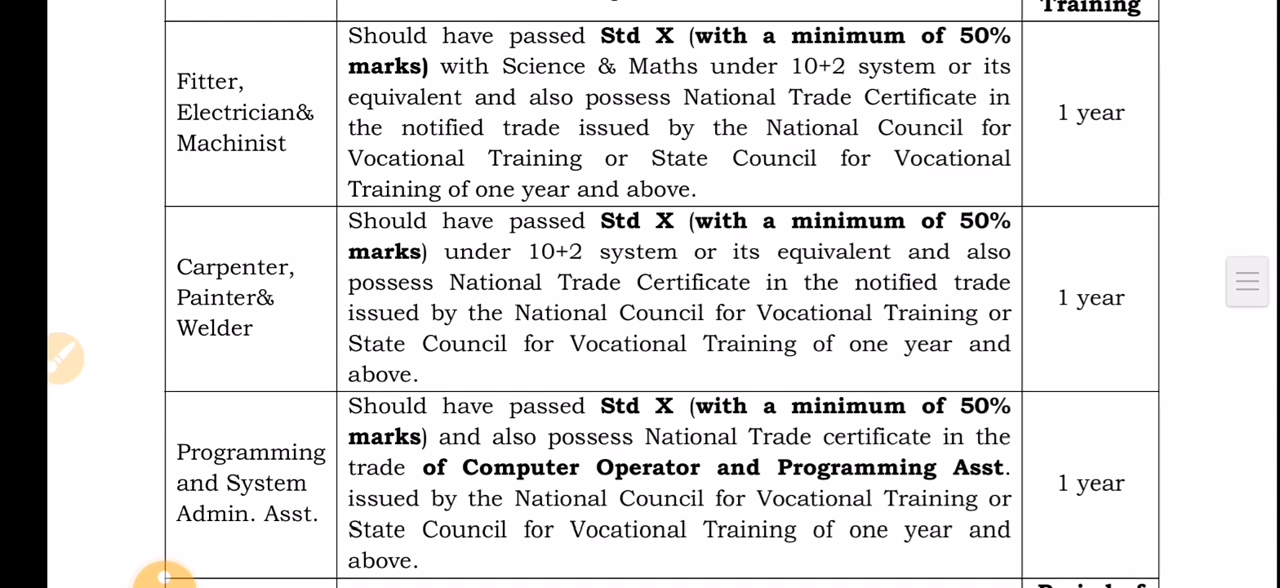 Training
Fitter,
Electrician&
Machinist
Should have passed Std X (with a minimum of 50%
marks) with Science & Maths under 10+2 system or its
equivalent and also possess National Trade Certificate in
the notified trade issued by the National Council for
Vocational Training or State Council for Vocational
Training of one year and above.
1 year
Carpenter,
Painter&
Welder
Should have passed Std X (with a minimum of 50%
marks) under 10+2 system or its equivalent and also
possess National Trade Certificate in the notified trade
issued by the National Council for Vocational Training or
State Council for Vocational Training of one year and
above.
1 year
Programming
and System
Admin. Asst.
Should have passed Std X (with a minimum of 50%
marks) and also possess National Trade certificate in the
trade of Computer Operator and Programming Asst.
issued by the National Council for Vocational Training or
State Council for Vocational Training of one year and
above.
1 year
Period of